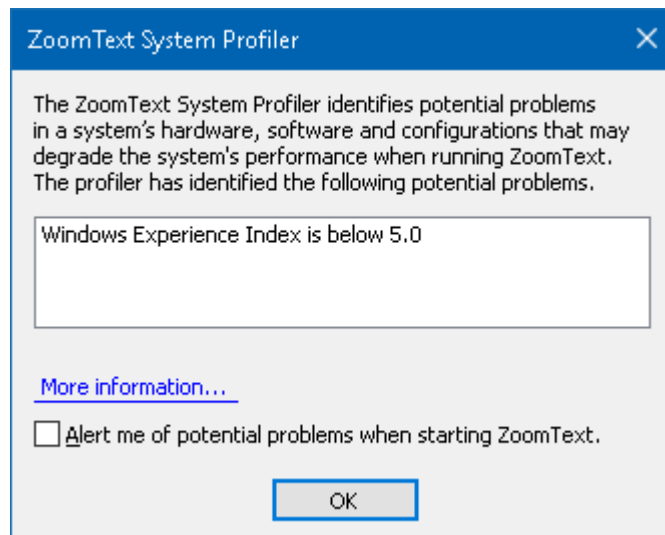 ZoomText System Profiler
The ZoomText System Profiler identifies potential problems
in a system's hardware, software and configurations that may
degrade the system's performance when running ZoomText.
The profiler has identified the following potential problems.
Windows Experience Index is below 5.0
More information...
Alert me of potential problems when starting ZoomText.
OK